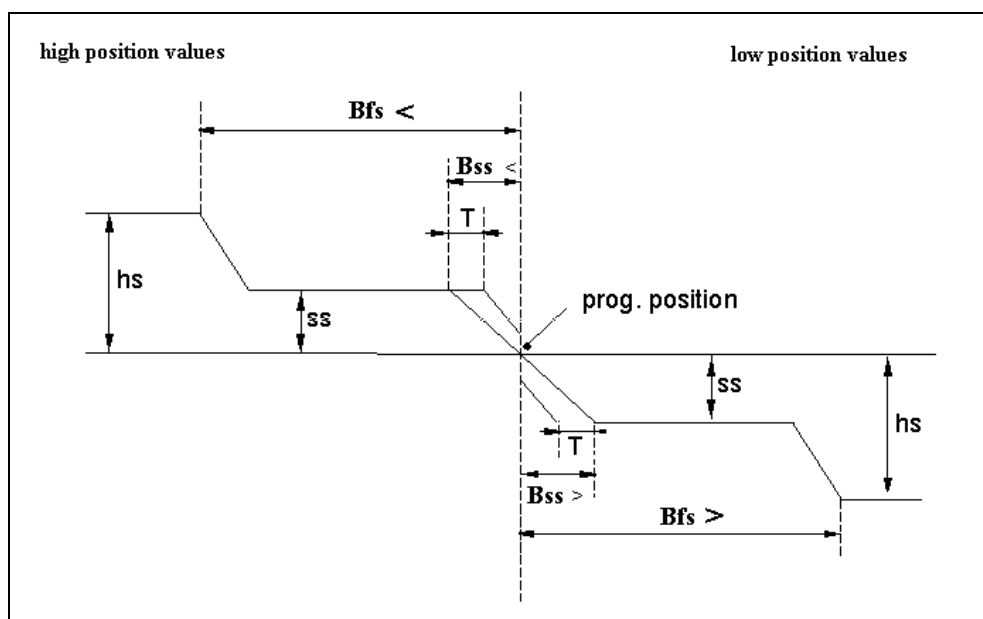 high position values
low position values
Bfs <
Bss <
T
hs
ss
prog. position
ss
hs
T
Bss >
Bfs >